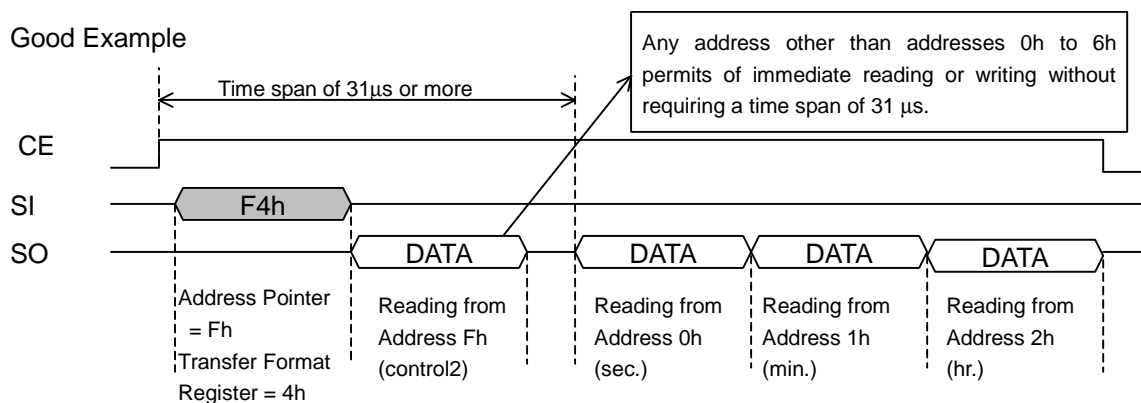 Good Example
Any address other than addresses 0h to 6h
permits of immediate reading or writing without
requiring a time span of 31 μs.
Time span of 31μs or more
CE
SI
F4h
SO
DATA
DATA
DATA
DATA
Address Pointer
= Fh
Transfer Format
Register = 4h
Reading from
Address Fh
(control2)
Reading from
Address 0h
(sec.)
Reading from
Address 1h
(min.)
Reading from
Address 2h
(hr.)